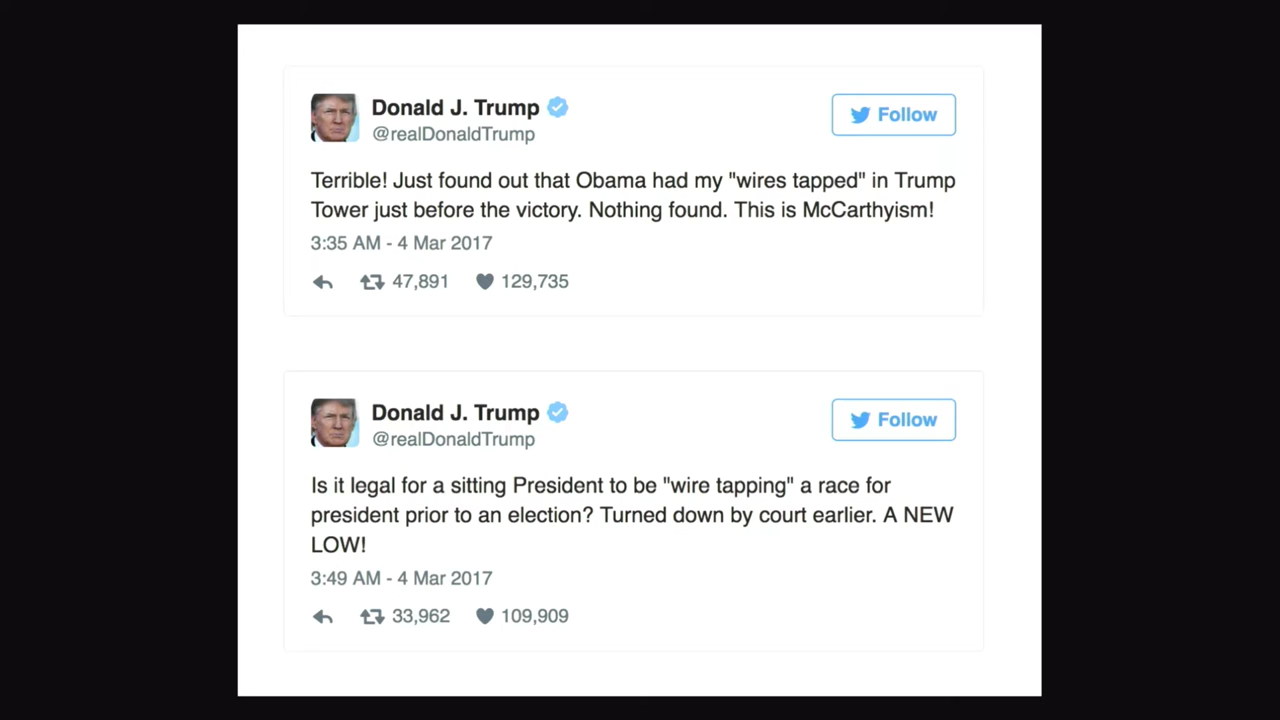 Donald J. Trump
@realDonaldTrump
Follow
Terrible! Just found out that Obama had my "wires tapped" in Trump
Tower just before the victory. Nothing found. This is McCarthyism!
3:35 AM - 4 Mar 2017
47,891 129,735
Donald J. Trump
@realDonaldTrump
Follow
Is it legal for a sitting President to be "wire tapping" a race for
president prior to an election? Turned down by court earlier. A NEW
LOW!
3:49 AM - 4 Mar 2017
33,962 109,909